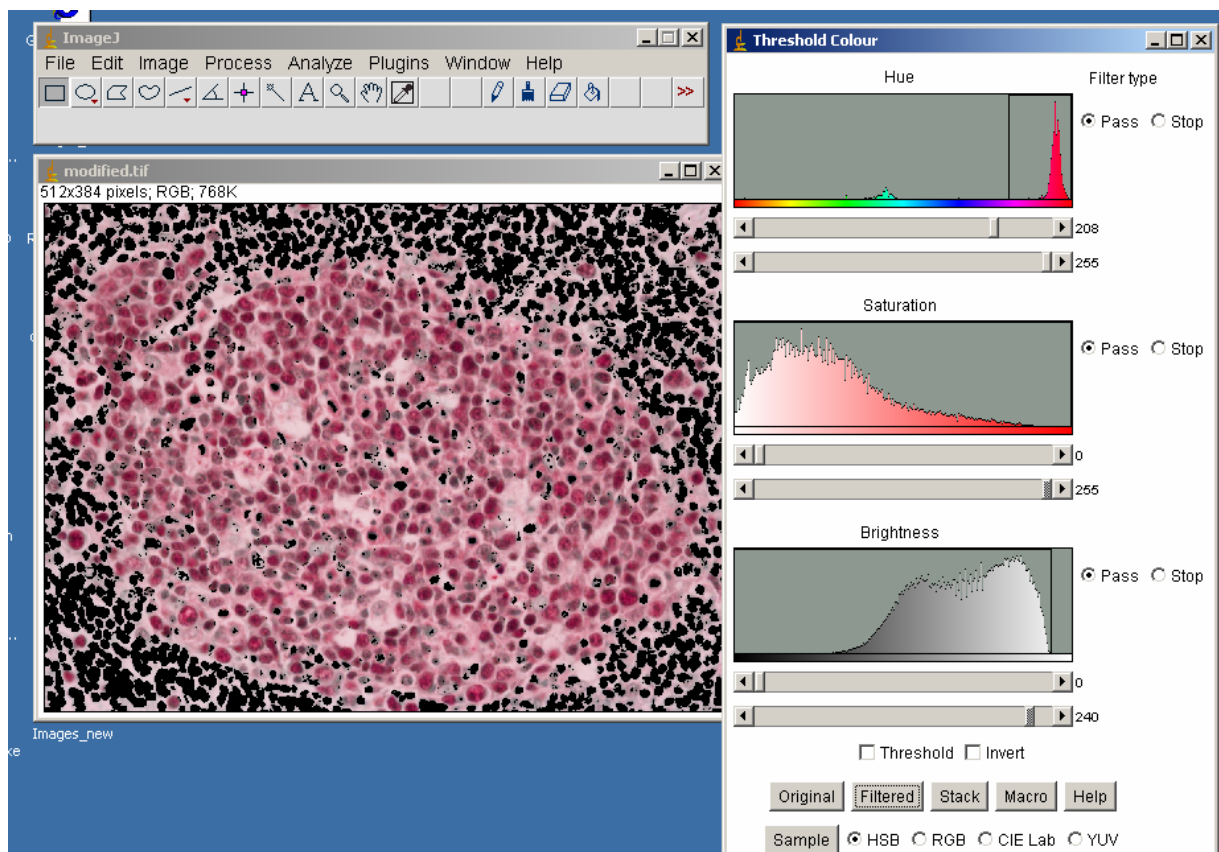 ImageJ
File Edit Image Process Analyze Plugins Window Help
A
>>
modified.tif
512x384 pixels; RGB; 768K
Images_new
Threshold Colour
Hue
Filter type
Pass Stop
208
255
Saturation
Pass Stop
0
255
Brightness
Pass Stop
0
240
Threshold Invert
Original Filtered Stack Macro Help
Sample HSB RGB CIE Lab YUV